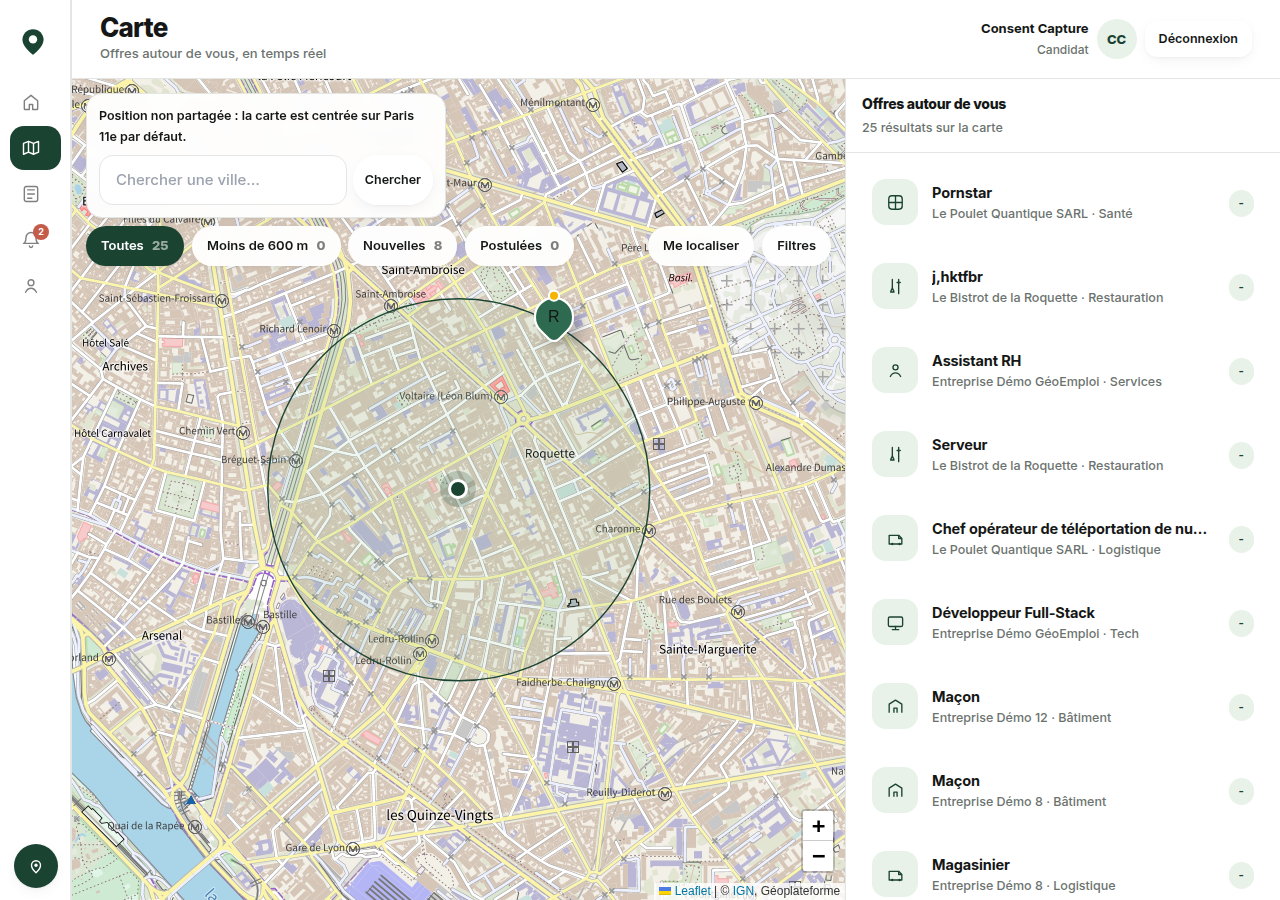 Carte
Offres autour de vous, en temps réel
Consent Capture
Candidat
CC
Déconnexion
2
Position non partagée : la carte est centrée sur Paris
11e par défaut.
Chercher une ville...
Chercher
Toutes 25
Moins de 600 m 0
Nouvelles 8
Postulées 0
Me localiser
Filtres
République
Ménilmontant
Saint-Ambroise
Saint-Ambroise
Basil.
Saint-Sébastien-Froissart
Richard Lenoir
R
Hôtel Salé
Archives
Voltaire (Léon Blum)
Philippe-Auguste
Hôtel Carnavalet
Chemin Vert
Roquette
Bréguet-Sabin
Alexandre Dumas
Charonne
Rue des Boulets
Bastille
Bastille
Arsenal
Ledru-Rollin
Ledru-Rollin
Sainte-Marguerite
Faidherbe-Chaligny
Reuilly-Diderot
les Quinze-Vingts
Quai de la Rapée
Gare de Lyon
+
−
Leaflet | © IGN, Géoplateforme
Offres autour de vous
25 résultats sur la carte
Pornstar
Le Poulet Quantique SARL · Santé
-
j,hktfbr
Le Bistrot de la Roquette · Restauration
-
Assistant RH
Entreprise Démo GéoEmploi · Services
-
Serveur
Le Bistrot de la Roquette · Restauration
-
Chef opérateur de téléportation de nu...
Le Poulet Quantique SARL · Logistique
-
Développeur Full-Stack
Entreprise Démo GéoEmploi · Tech
-
Maçon
Entreprise Démo 12 · Bâtiment
-
Maçon
Entreprise Démo 8 · Bâtiment
-
Magasinier
Entreprise Démo 8 · Logistique
-